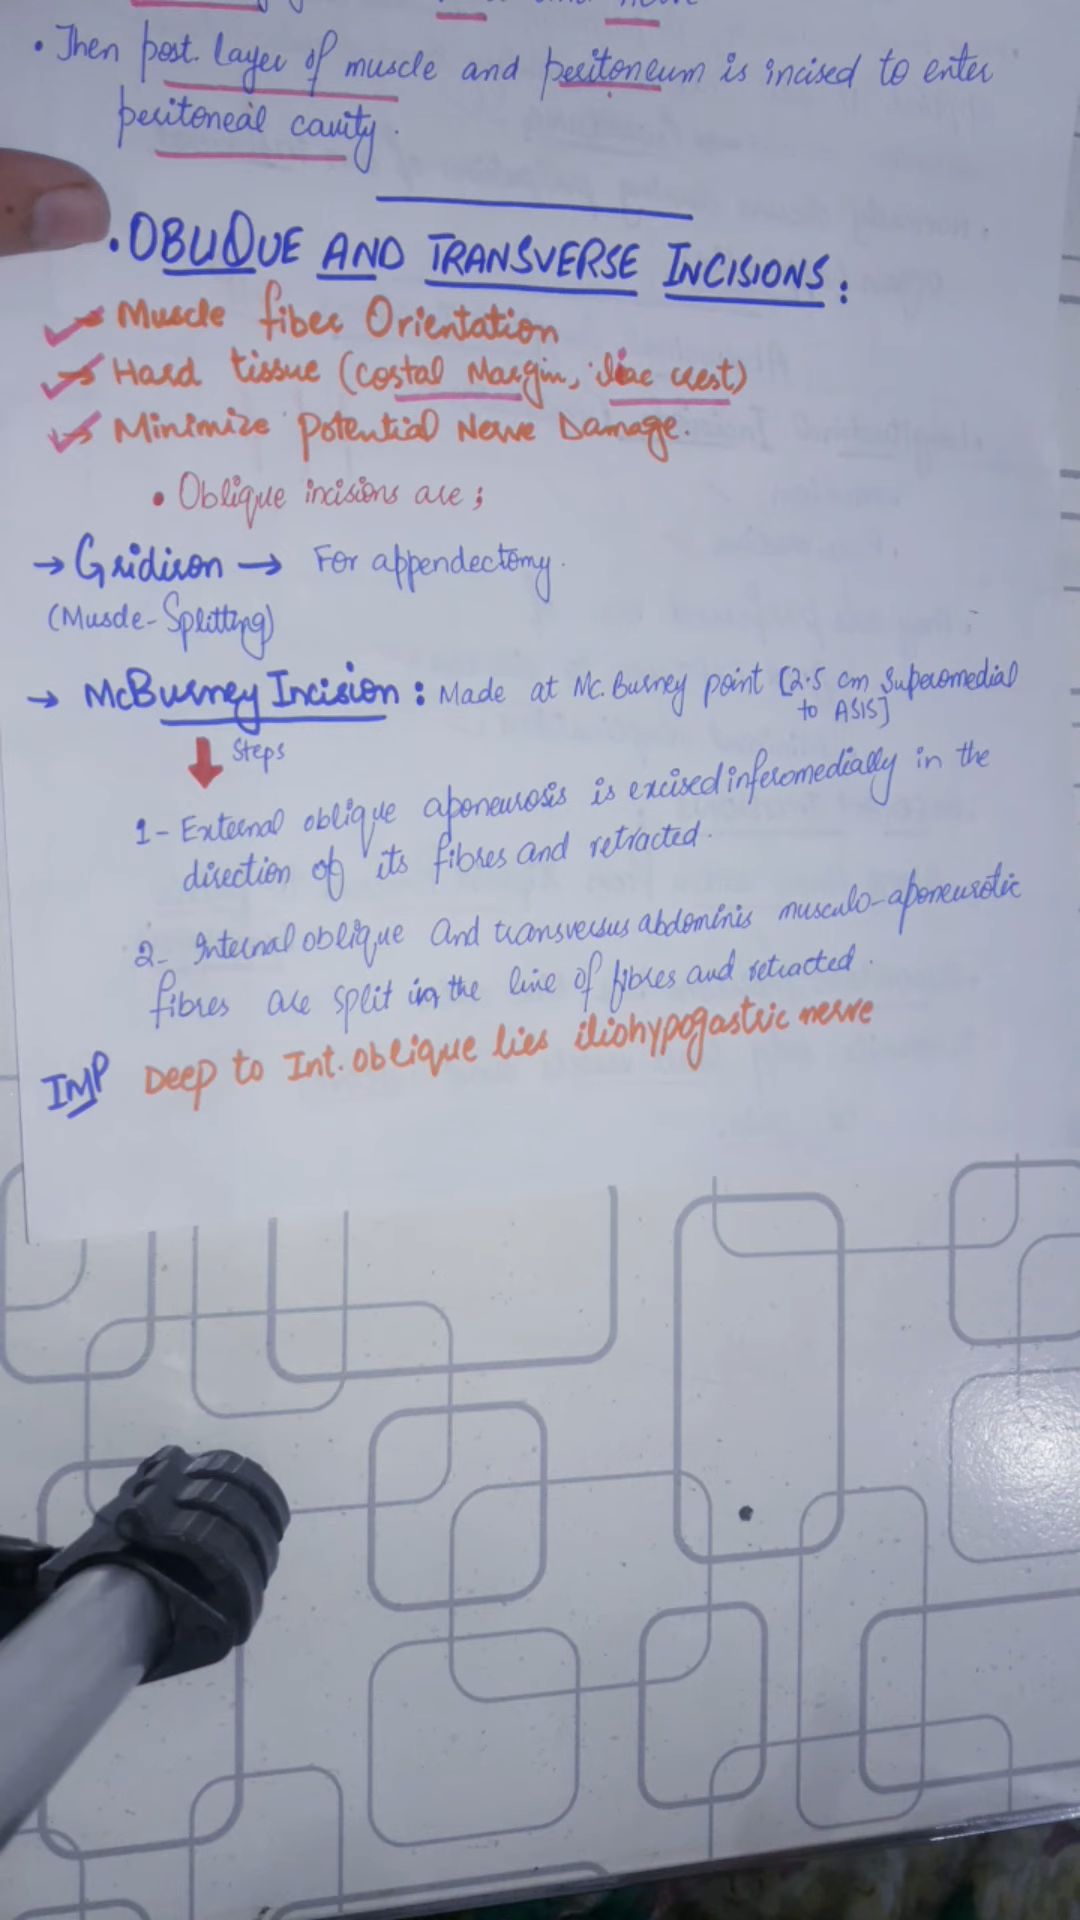 • Then post. layer of muscle and peritoneum is incised to enter
peritoneal cavity.
• OBLIQUE AND TRANSVERSE INCISIONS :
→ Muscle fiber Orientation
→ Hard tissue (Costal Margin, iliac crest)
→ Minimize Potential Nerve Damage.
• Oblique incisions are ;
→ Gridiron → For appendectomy.
(Muscle-Splitting)
→ McBurney Incision : Made at Mc.Burney point [2.5 cm Superomedial
to ASIS]
↓ Steps
1- External oblique aponeurosis is excised inferomedially in the
direction of its fibres and retracted.
2- Internal oblique and transversus abdominis musculo-aponeurotic
fibres are split in the line of fibres and retracted.
IMP Deep to Int. oblique lies iliohypogastric nerve